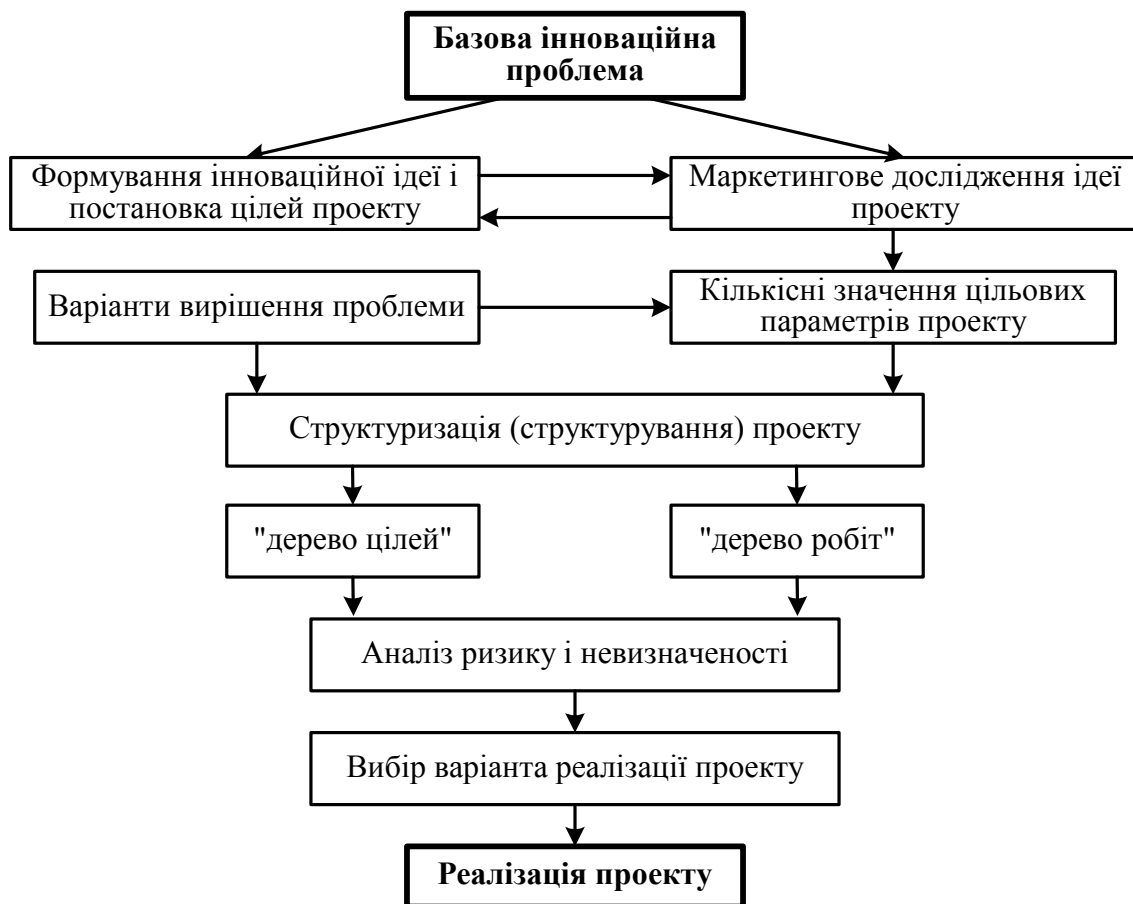 Базова інноваційна
проблема
Формування інноваційної ідеї і
постановка цілей проекту
Маркетингове дослідження ідеї
проекту
Варіанти вирішення проблеми
Кількісні значення цільових
параметрів проекту
Структуризація (структурування) проекту
"дерево цілей"
"дерево робіт"
Аналіз ризику і невизначеності
Вибір варіанта реалізації проекту
Реалізація проекту